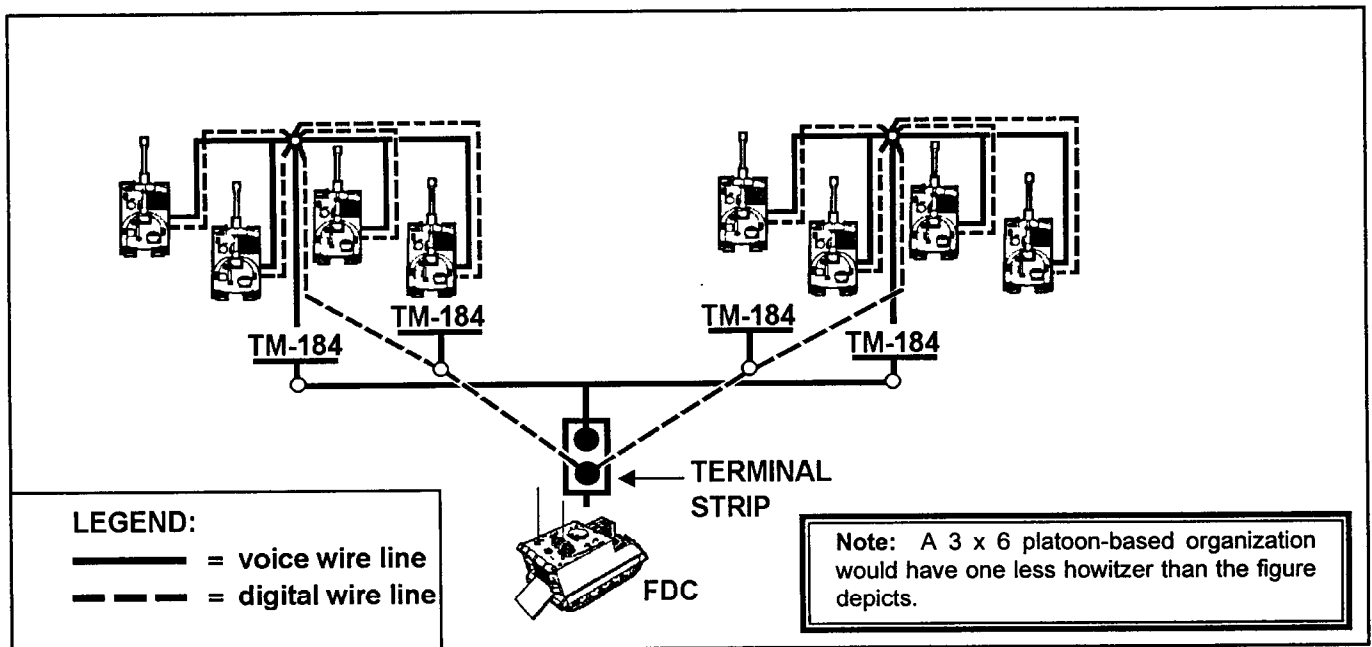 TM-184
TM-184
TM-184
TM-184
TERMINAL
STRIP
FDC
LEGEND:
= voice wire line
= digital wire line
Note: A 3 x 6 platoon-based organization
would have one less howitzer than the figure
depicts.